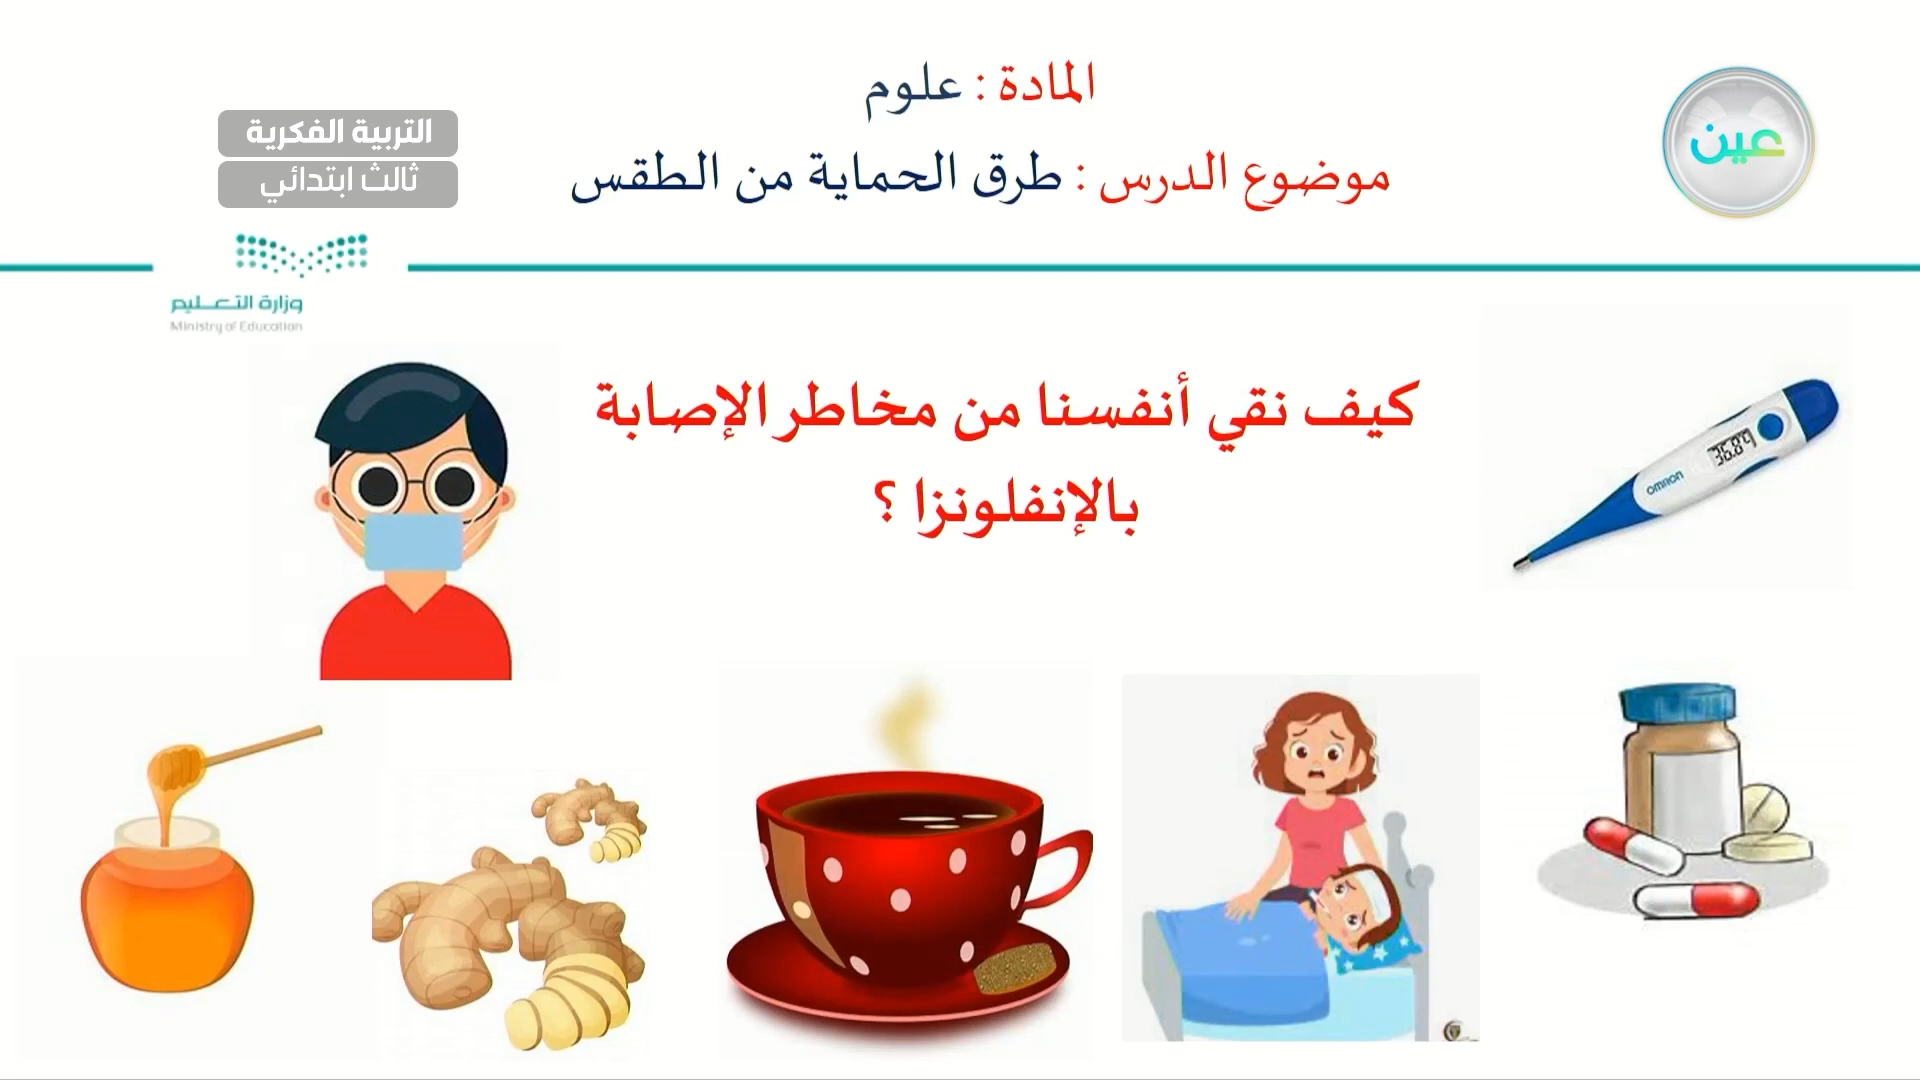 المادة : علوم
موضوع الدرس : طرق الحماية من الطقس
عين
التربية الفكرية
ثالث ابتدائي
وزارة التعليم
Ministry of Education
كيف نقي أنفسنا من مخاطر الإصابة
بالإنفلونزا ؟
36.8°C
OMRON